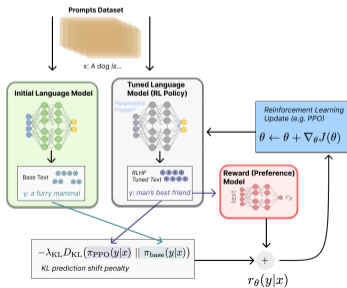 Prompts Dataset
x: A dog is...
Initial Language Model
Base Text
y: a furry mammal
Tuned Language
Model (RL Policy)
Parameters
Frozen*
RLHF
Tuned Text
y: man's best friend
Reinforcement Learning
Update (e.g. PPO)
θ ← θ + ∇θJ(θ)
Reward (Preference)
Model
text
−λKL DKL (πPPO(y|x) || πbase(y|x))
KL prediction shift penalty
+
rθ(y|x)